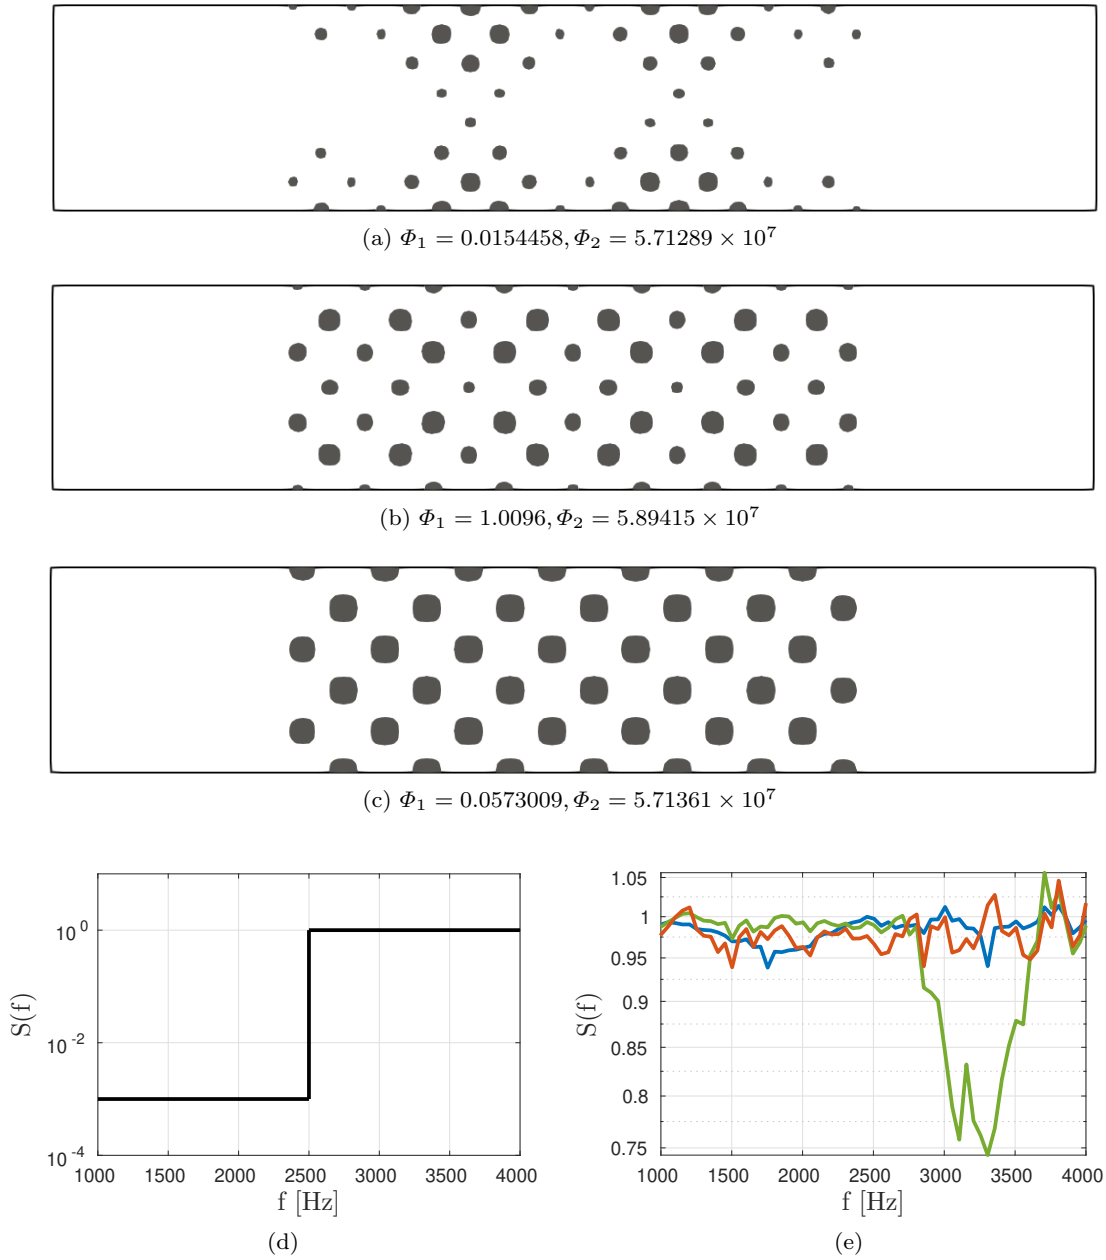 (a) Φ₁ = 0.0154458, Φ₂ = 5.71289 × 10⁷
(b) Φ₁ = 1.0096, Φ₂ = 5.89415 × 10⁷
(c) Φ₁ = 0.0573009, Φ₂ = 5.71361 × 10⁷
S(f)
10⁰
10⁻²
10⁻⁴
1000 1500 2000 2500 3000 3500 4000
f [Hz]
(d)
S(f)
1.05
1
0.95
0.9
0.85
0.8
0.75
1000 1500 2000 2500 3000 3500 4000
f [Hz]
(e)